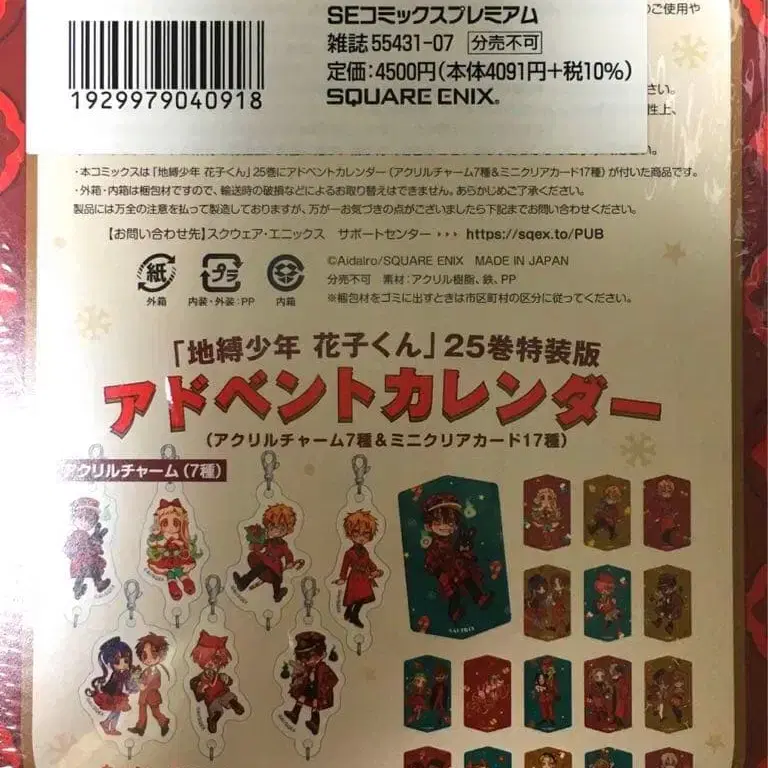 のご使用や
SEコミックスプレミアム
雑誌 55431-07 分売不可
定価:4500円(本体4091円+税10%)
SQUARE ENIX®
1929979040918
さい。
性上、
・本コミックスは「地縛少年 花子くん」25巻にアドベントカレンダー(アクリルチャーム7種&ミニクリアカード17種)が付いた商品です。
・外箱・内箱は梱包材ですので、輸送時の破損などによるお取り替えはできません。あらかじめご了承ください。
製品には万全の注意を払って製造しておりますが、万が一お気づきの点がございましたら下記までお問い合わせください。
【お問い合わせ先】スクウェア・エニックス サポートセンター ››› https://sqex.to/PUB
©AidaIro/SQUARE ENIX MADE IN JAPAN
分売不可 素材:アクリル樹脂、鉄、PP
※梱包材をゴミに出すときは市区町村の区分に従ってください。
紙
プラ
外箱
内装・外装:PP
内箱
「地縛少年 花子くん」25巻特装版
アドベントカレンダー
(アクリルチャーム7種&ミニクリアカード17種)
アクリルチャーム(7種)